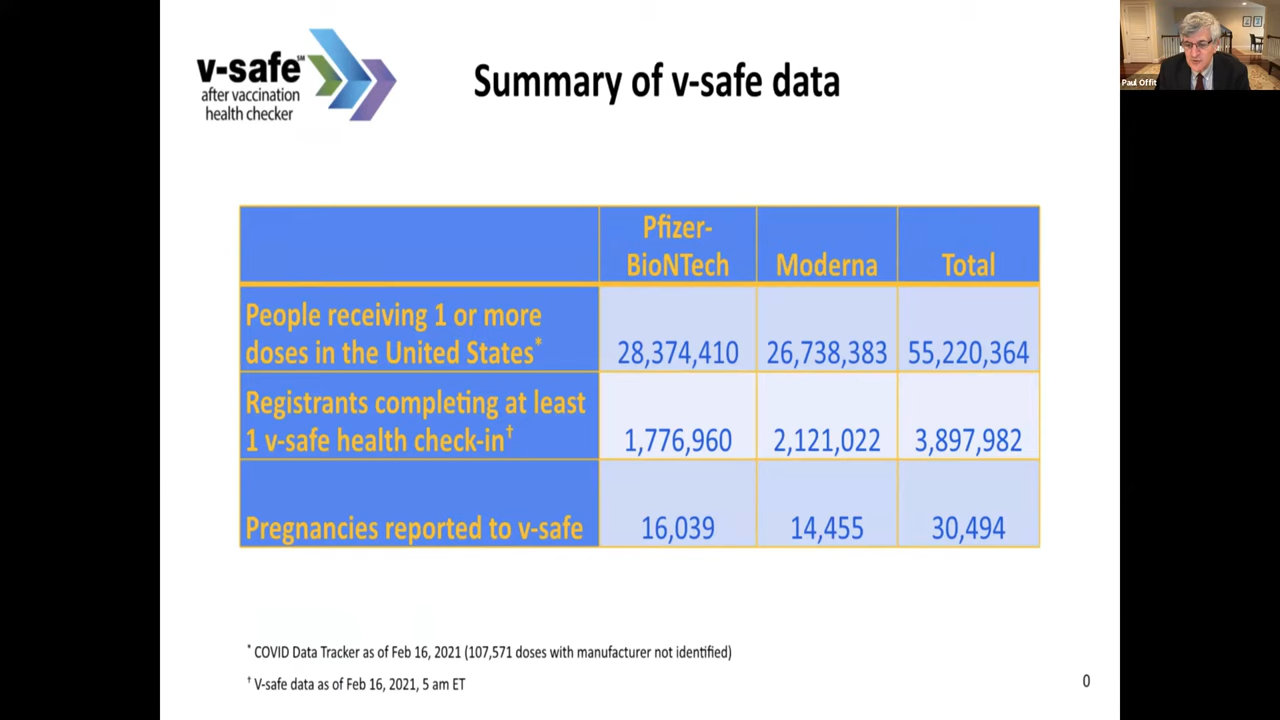 v-safe℠
after vaccination
health checker
Summary of v-safe data
Paul Offit
Pfizer-
BioNTech
Moderna
Total
People receiving 1 or more
doses in the United States*
28,374,410
26,738,383
55,220,364
Registrants completing at least
1 v-safe health check-in†
1,776,960
2,121,022
3,897,982
Pregnancies reported to v-safe
16,039
14,455
30,494
* COVID Data Tracker as of Feb 16, 2021 (107,571 doses with manufacturer not identified)
† V-safe data as of Feb 16, 2021, 5 am ET
0